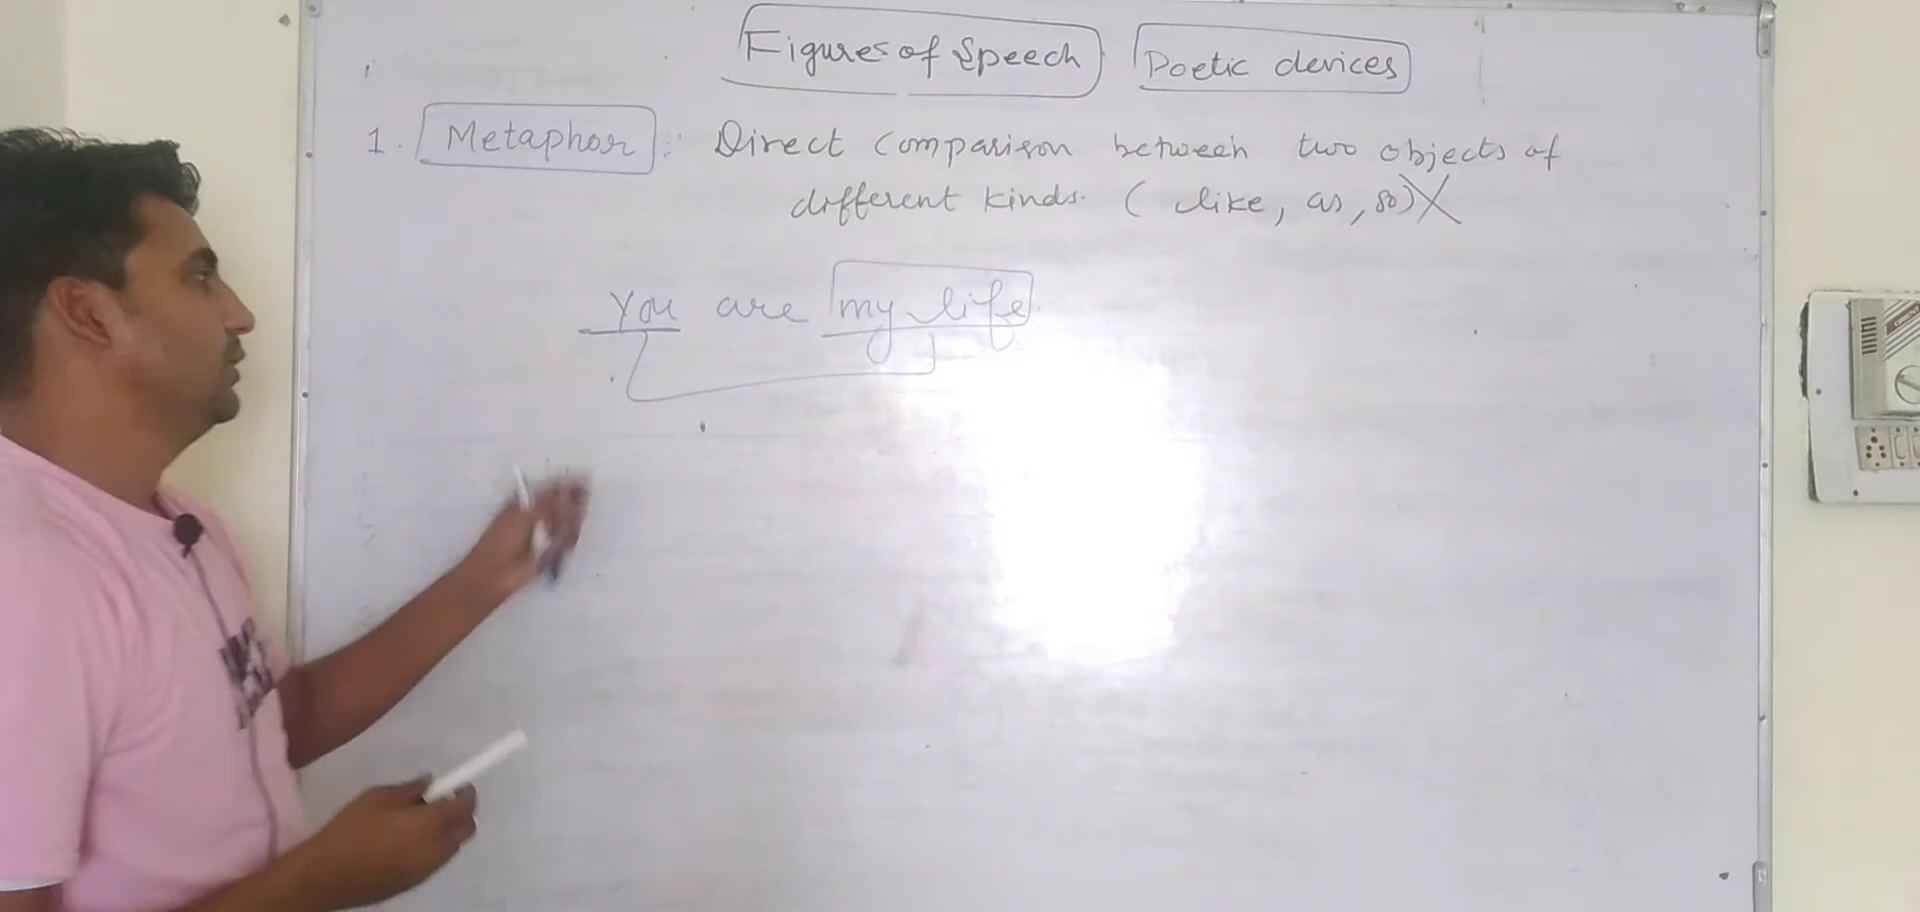 Figures of Speech Poetic devices
1. Metaphor : Direct comparison between two objects of
different kinds. ( like, as, so) X
You are my life.